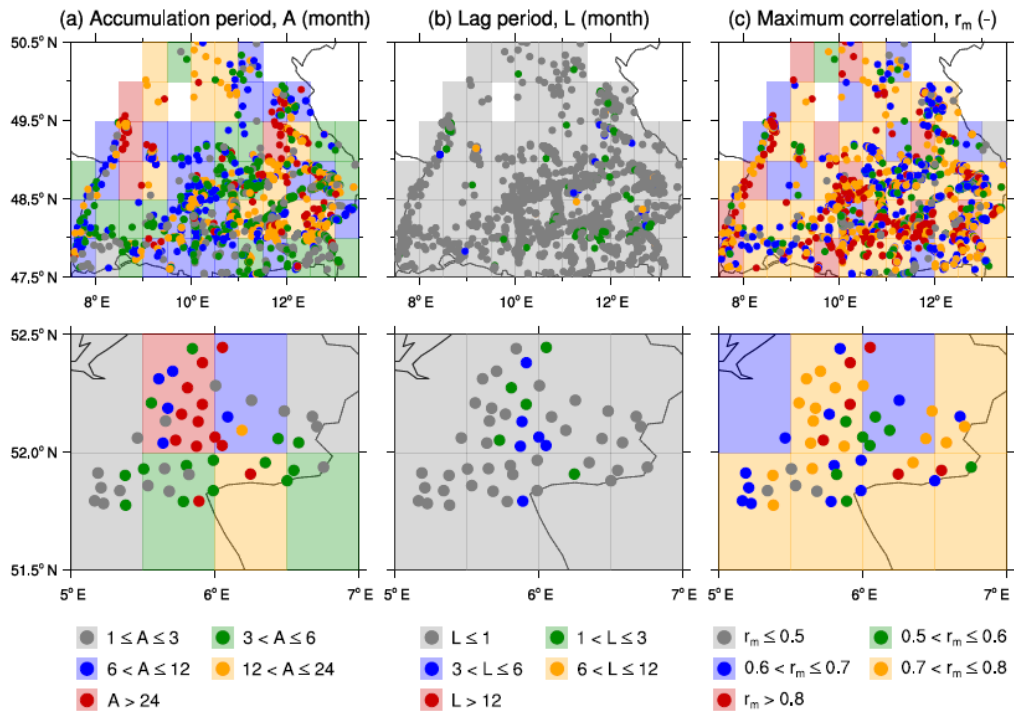 (a) Accumulation period, A (month) (b) Lag period, L (month) (c) Maximum correlation, rₘ (-)
50.5° N
49.5° N
48.5° N
47.5° N
8° E 10° E 12° E 8° E 10° E 12° E 8° E 10° E 12° E
52.5° N
52.0° N
51.5° N
5° E 6° E 7° E 5° E 6° E 7° E 5° E 6° E 7° E
1 ≤ A ≤ 3 3 < A ≤ 6 L ≤ 1 1 < L ≤ 3 rₘ ≤ 0.5 0.5 < rₘ ≤ 0.6
6 < A ≤ 12 12 < A ≤ 24 3 < L ≤ 6 6 < L ≤ 12 0.6 < rₘ ≤ 0.7 0.7 < rₘ ≤ 0.8
A > 24 L > 12 rₘ > 0.8